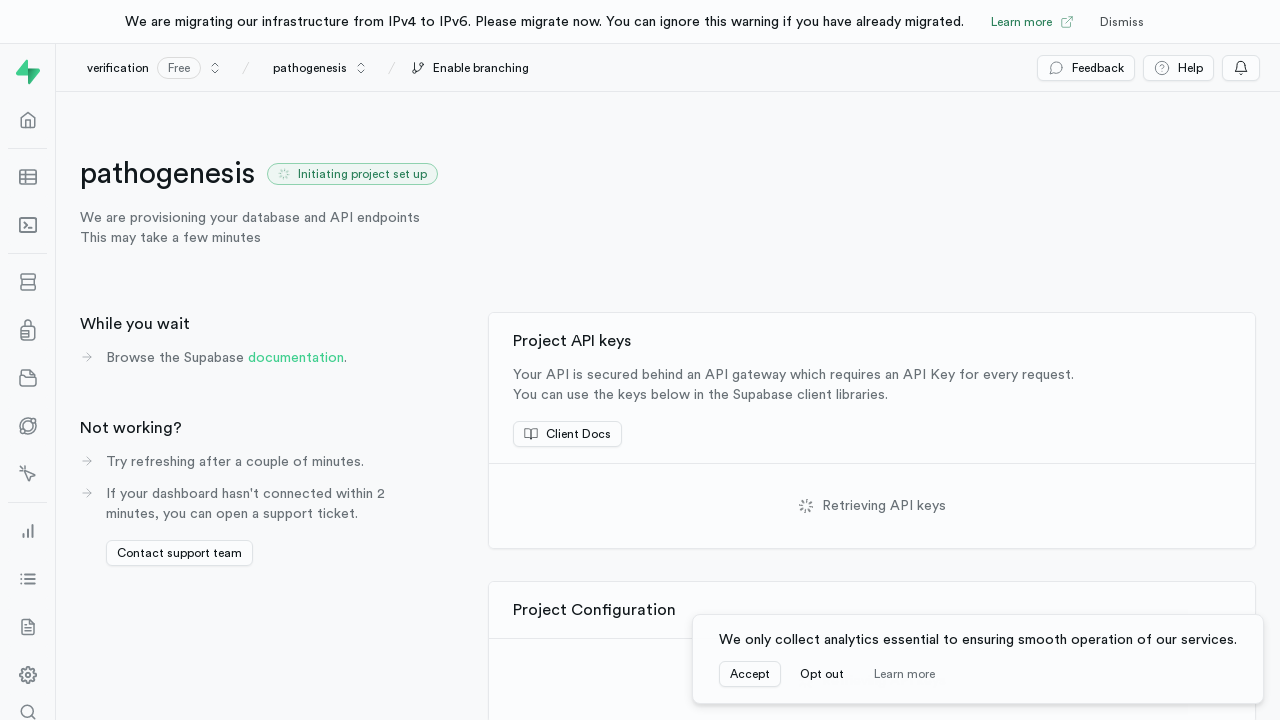 We are migrating our infrastructure from IPv4 to IPv6. Please migrate now. You can ignore this warning if you have already migrated. Learn more Dismiss
verification Free / pathogenesis / Enable branching Feedback Help
pathogenesis Initiating project set up
We are provisioning your database and API endpoints
This may take a few minutes
While you wait
Browse the Supabase documentation.
Not working?
Try refreshing after a couple of minutes.
If your dashboard hasn't connected within 2
minutes, you can open a support ticket.
Contact support team
Project API keys
Your API is secured behind an API gateway which requires an API Key for every request.
You can use the keys below in the Supabase client libraries.
Client Docs
Retrieving API keys
Project Configuration
We only collect analytics essential to ensuring smooth operation of our services.
Accept Opt out Learn more